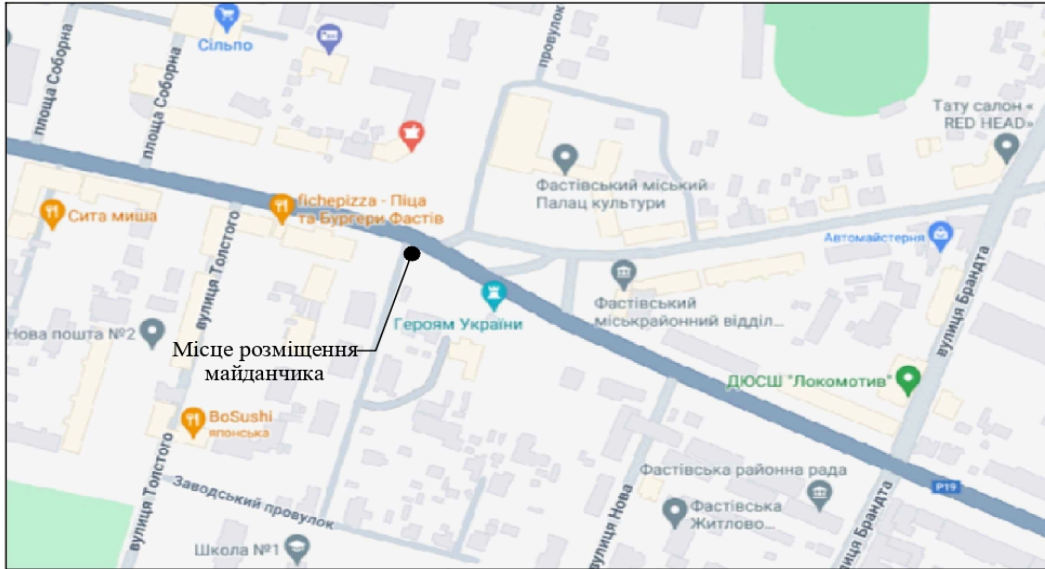 Сільпо
площа Соборна
площа Соборна
провулок
Тату салон «
RED HEAD»
Фастівський міський
Палац культури
fichepizza - Піца
та Бургери Фастів
Сита миша
Автомайстерня
вулиця Толстого
вулиця Брандта
Фастівський
міськрайонний відділ...
Героям України
Нова пошта №2
Місце розміщення
майданчика
ДЮСШ "Локомотив"
BoSushi
японська
вулиця Толстого
Заводський провулок
Фастівська районна рада
P19
Фастівська
Житлово...
вулиця Нова
лиця Брандта
Школа №1